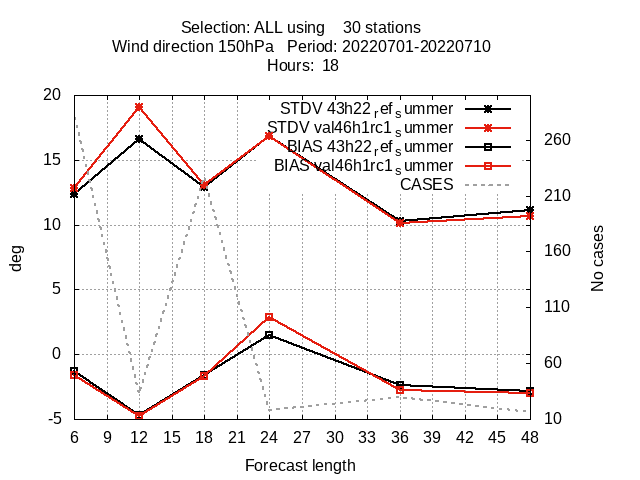 Selection: ALL using    30 stations
Wind direction 150hPa   Period: 20220701-20220710
Hours:  18
20
15
10
5
0
-5
deg
STDV 43h22_ref_summer
STDV val46h1rc1_summer
BIAS 43h22_ref_summer
BIAS val46h1rc1_summer
CASES
260
210
160
110
60
10
No cases
6 9 12 15 18 21 24 27 30 33 36 39 42 45 48
Forecast length